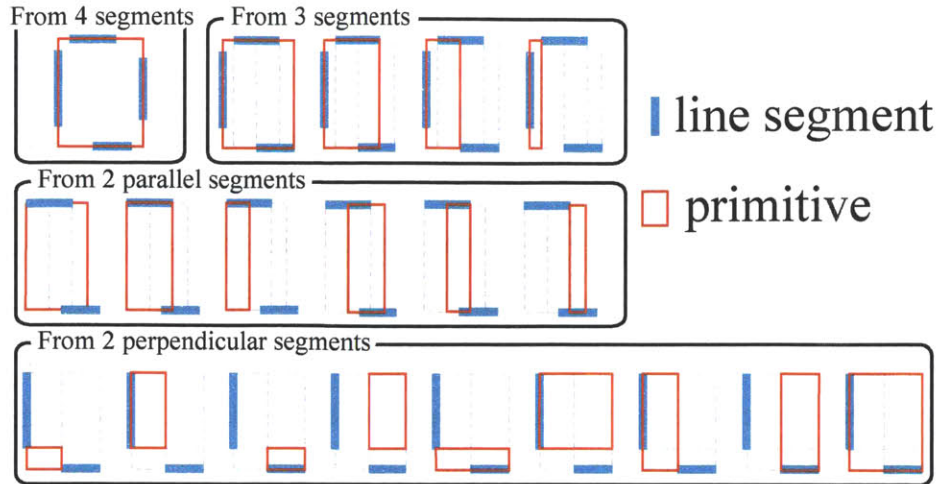 From 4 segments
From 3 segments
line segment
From 2 parallel segments
primitive
From 2 perpendicular segments